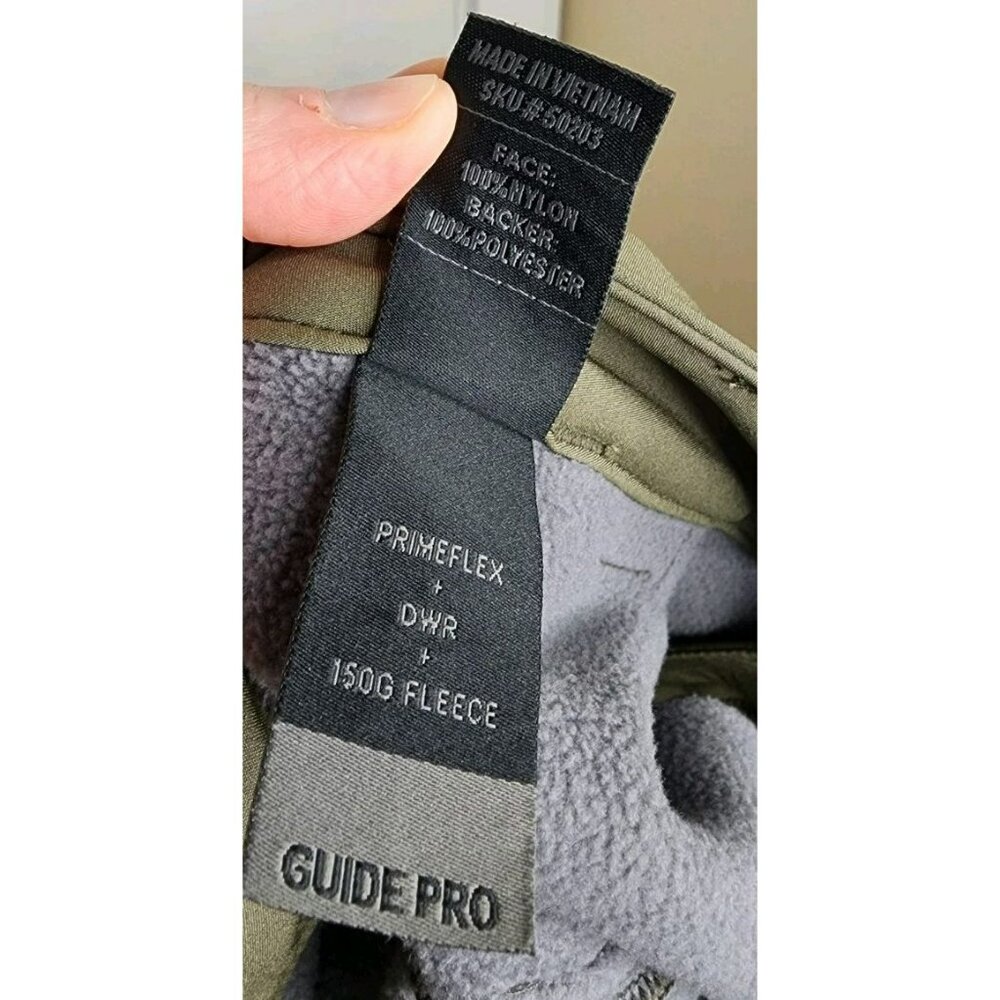 MADE IN VIETNAM
SKU# 50203
FACE:
100% NYLON
BACKER:
100% POLYESTER
PRIMEFLEX
+
DWR
+
150G FLEECE
GUIDE PRO